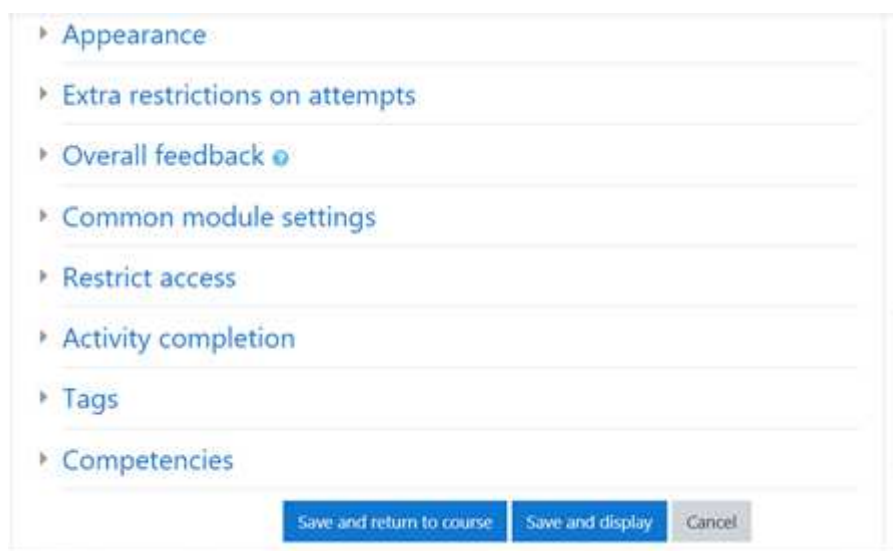 Appearance
Extra restrictions on attempts
Overall feedback ?
Common module settings
Restrict access
Activity completion
Tags
Competencies
Save and return to course Save and display Cancel